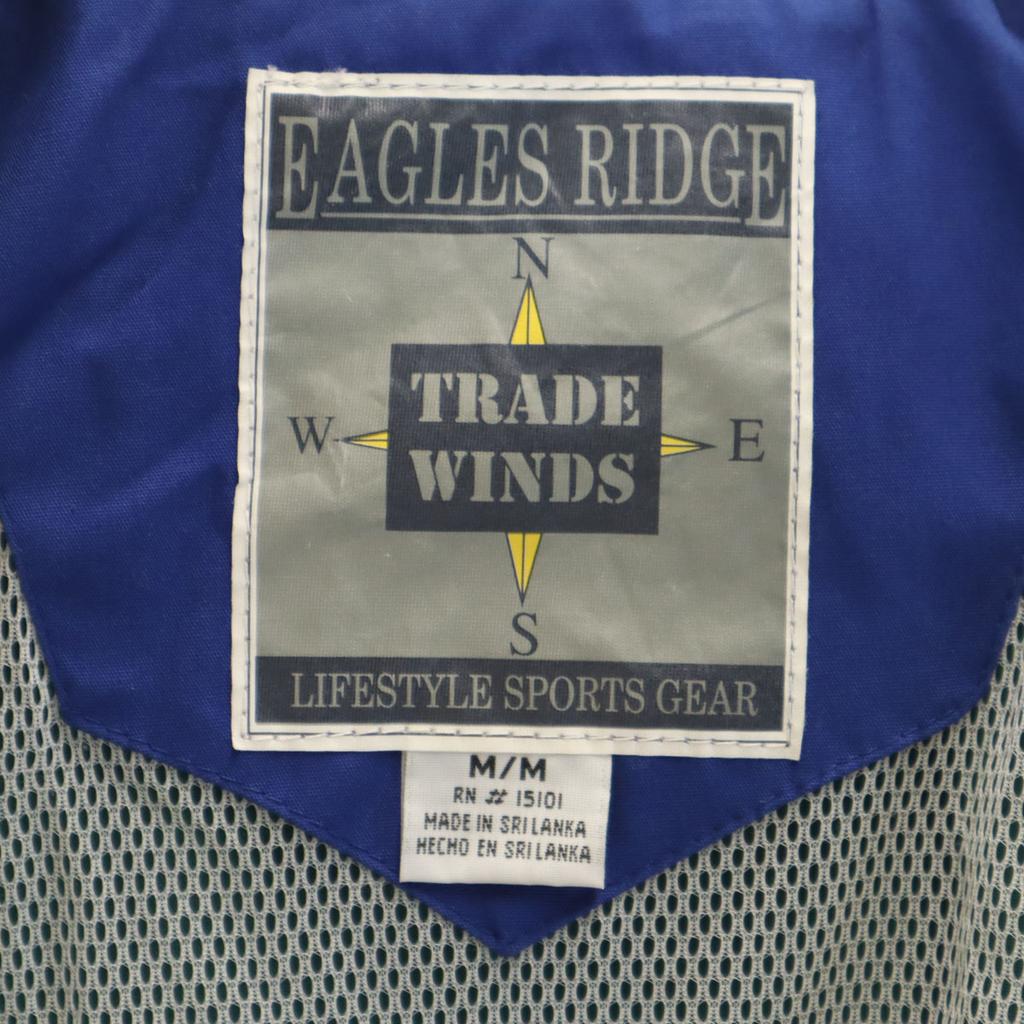 EAGLES RIDGE
N
TRADE
W E
WINDS
S
LIFESTYLE SPORTS GEAR
M/M
RN # 15101
MADE IN SRI LANKA
HECHO EN SRI LANKA